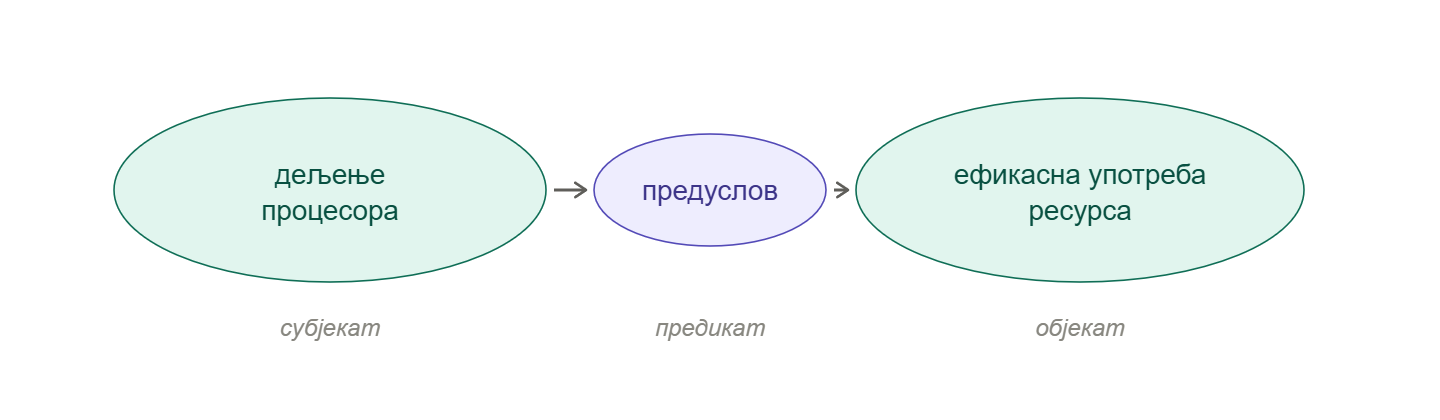 дељење
процесора
предуслов
ефикасна употреба
ресурса
субјекат
предикат
објекат